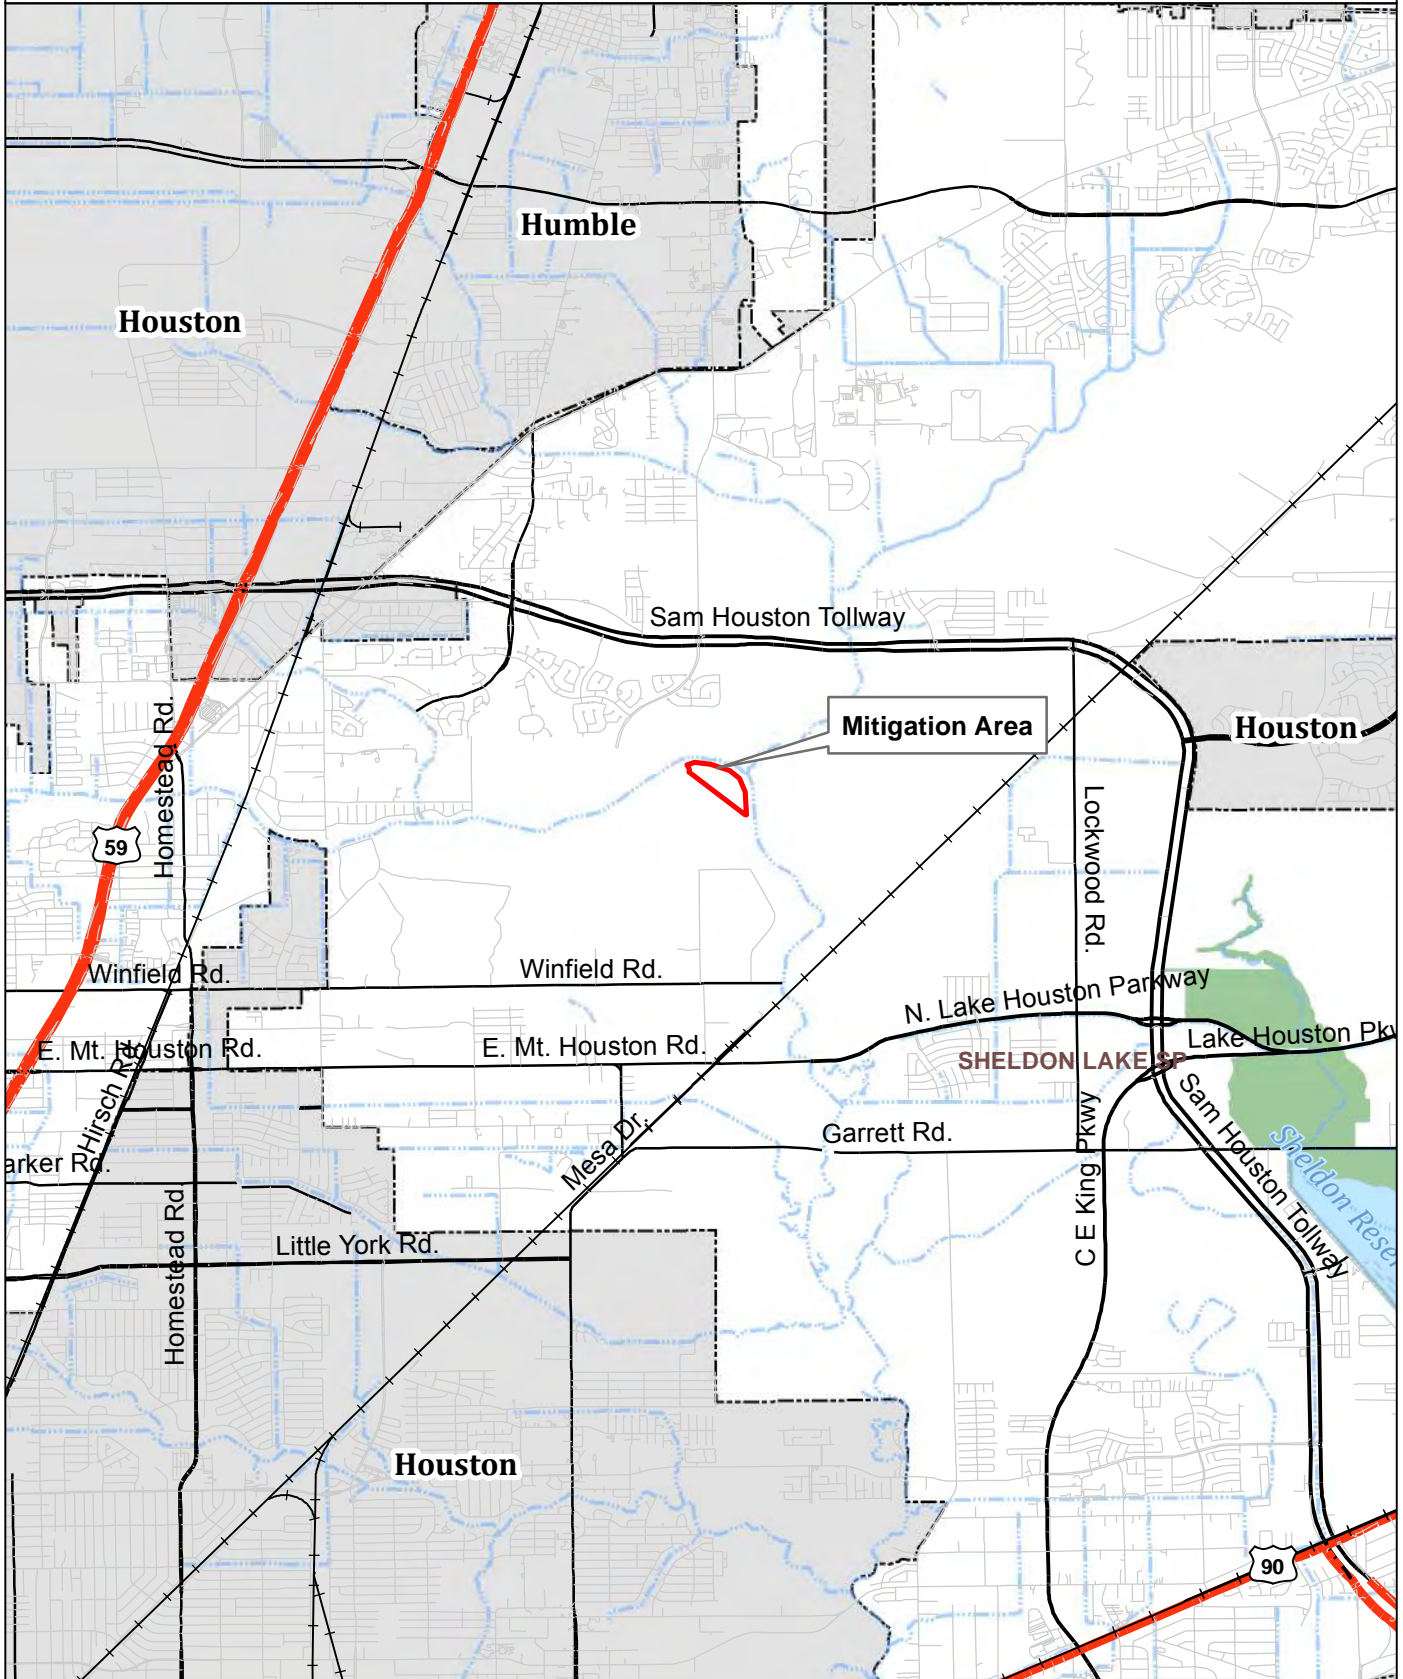 Humble
Houston
Sam Houston Tollway
Mitigation Area
Houston
Homestead Rd.
59
Lockwood Rd.
Winfield Rd.
Winfield Rd.
N. Lake Houston Parkway
E. Mt. Houston Rd.
E. Mt. Houston Rd.
Lake Houston Pkw
SHELDON LAKE SP
Hirsch Rd.
Mesa Dr.
Garrett Rd.
C E King Pkwy
Sam Houston Tollway
Sheldon Reser
arker Rd.
Homestead Rd.
Little York Rd.
Houston
90